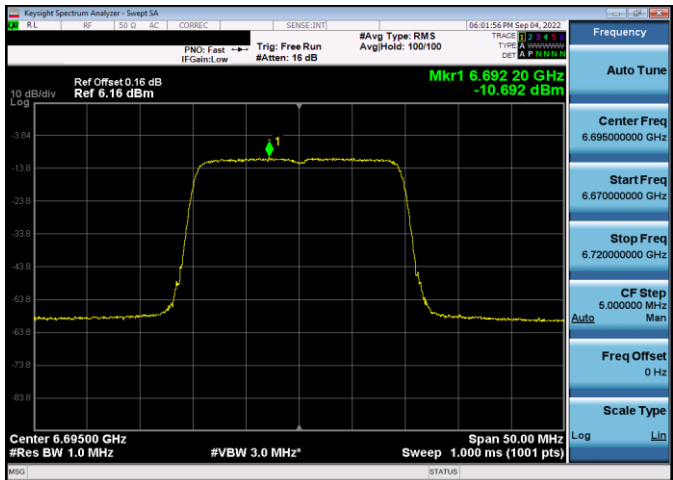 Keysight Spectrum Analyzer - Swept SA
RL RF 50 Ω AC CORREC SENSE:INT 06:01:56 PM Sep 04, 2022
#Avg Type: RMS TRACE 1 2 3 4 5 6
PNO: Fast Trig: Free Run Avg|Hold: 100/100 TYPE A WWWWW
IFGain:Low #Atten: 16 dB DET A P N N N N
Mkr1 6.692 20 GHz
Ref Offset 0.16 dB
10 dB/div Ref 6.16 dBm -10.692 dBm
Log
1
-3.84
-13.8
-23.8
-33.8
-43.8
-53.8
-63.8
-73.8
-83.8
Center 6.69500 GHz Span 50.00 MHz
#Res BW 1.0 MHz #VBW 3.0 MHz* Sweep 1.000 ms (1001 pts)
MSG STATUS
Frequency
Auto Tune
Center Freq
6.695000000 GHz
Start Freq
6.670000000 GHz
Stop Freq
6.720000000 GHz
CF Step
5.000000 MHz
Auto Man
Freq Offset
0 Hz
Scale Type
Log Lin